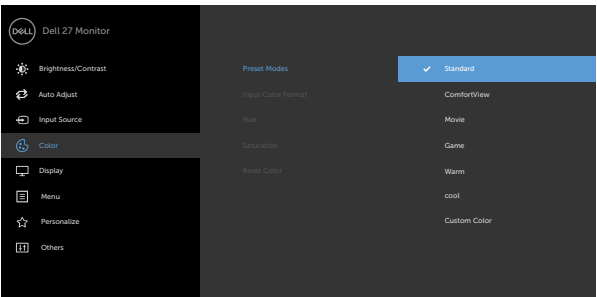 DELL
Dell 27 Monitor
Brightness/Contrast
Auto Adjust
Input Source
Color
Display
Menu
Personalize
Others
Preset Modes
Input Color Format
Hue
Saturation
Reset Color
Standard
ComfortView
Movie
Game
Warm
cool
Custom Color